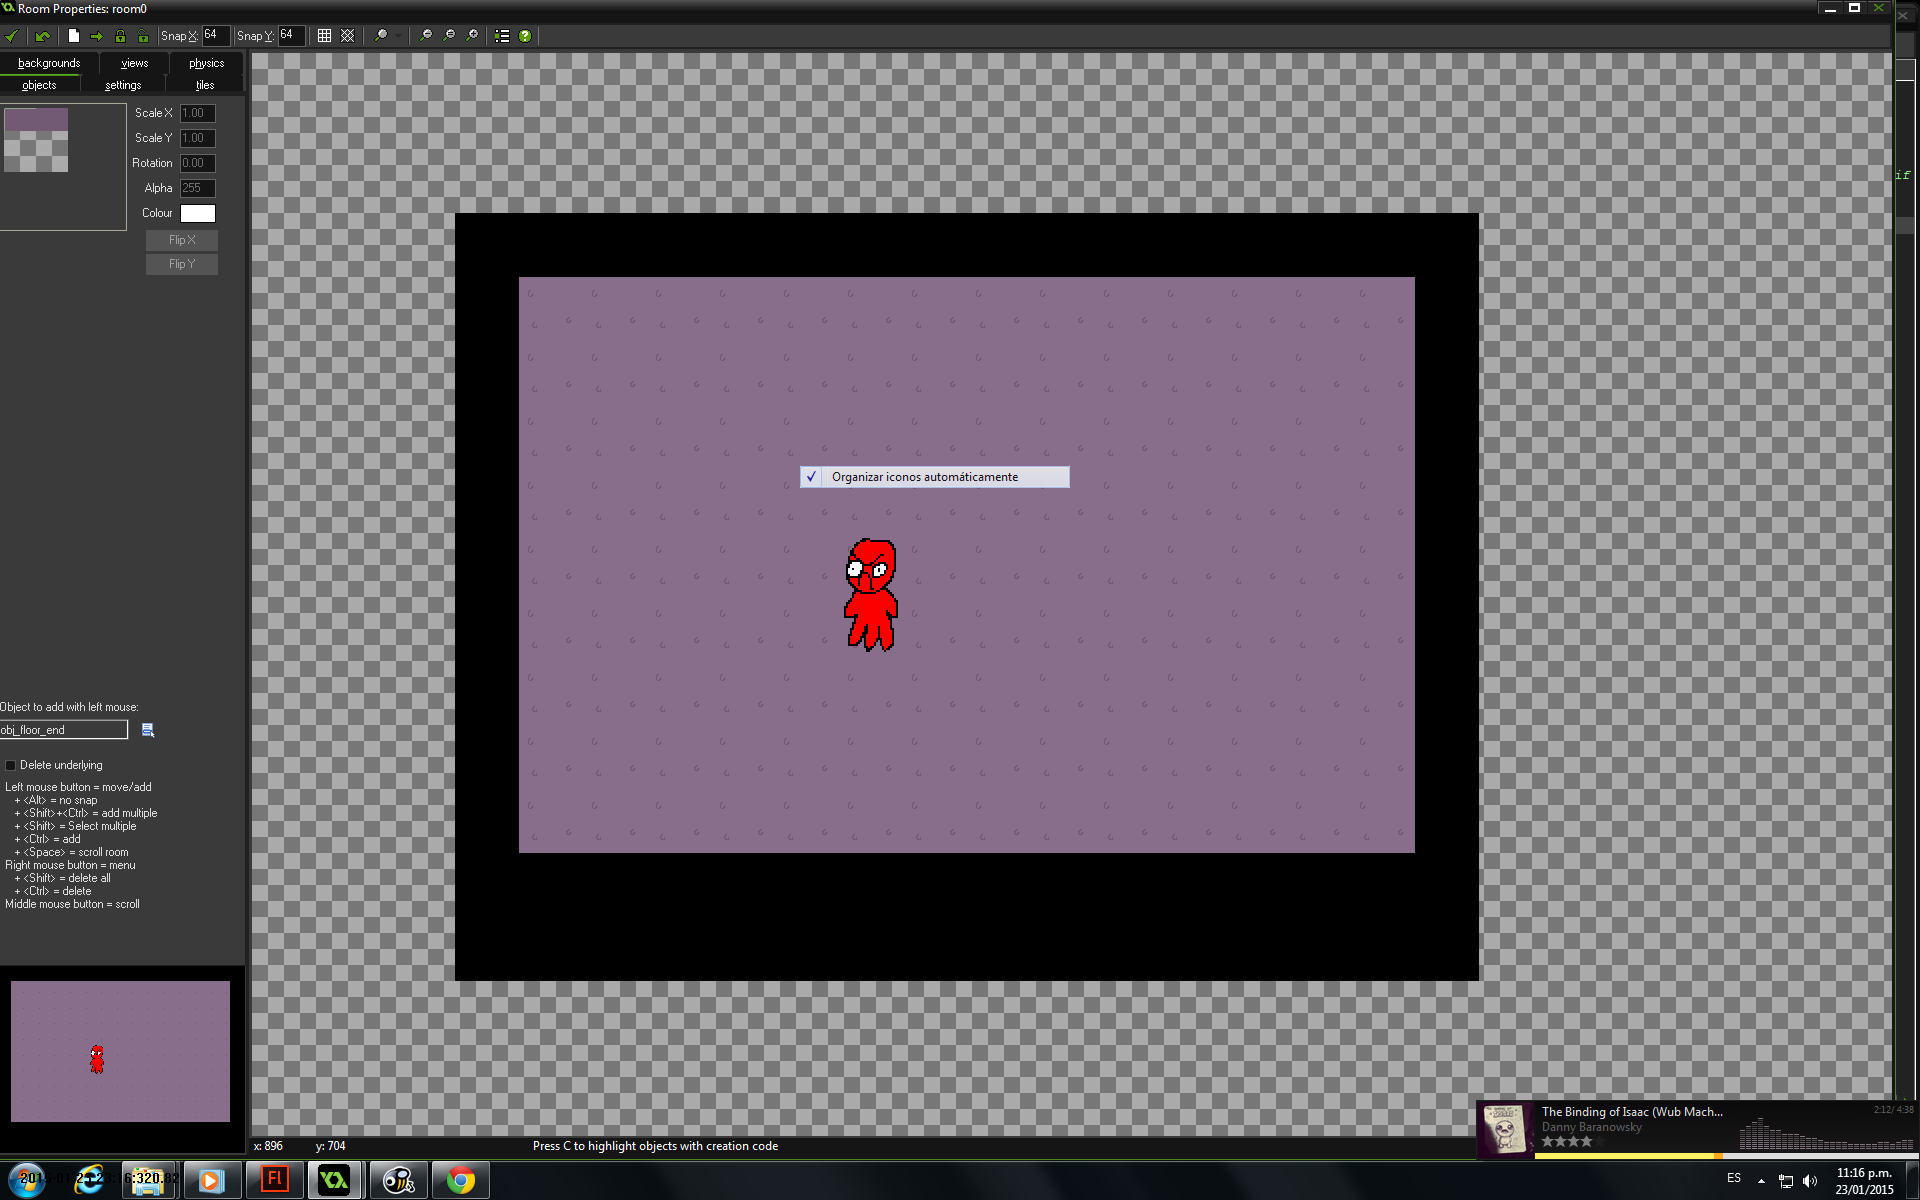 Room Properties: room0
Snap X: 64 Snap Y: 64
backgrounds views physics
objects settings tiles
Scale X 1.00
Scale Y 1.00
Rotation 0.00
Alpha 255
Colour
Flip X
Flip Y
if
✓ Organizar iconos automáticamente
Object to add with left mouse:
obj_floor_end
Delete underlying
Left mouse button = move/add
+ <Alt> = no snap
+ <Shift>+<Ctrl> = add multiple
+ <Shift> = Select multiple
+ <Ctrl> = add
+ <Space> = scroll room
Right mouse button = menu
+ <Shift> = delete all
+ <Ctrl> = delete
Middle mouse button = scroll
x: 896 y: 704 Press C to highlight objects with creation code
The Binding of Isaac (Wub Mach... 2:12/ 4:38
Danny Baranowsky
Fl
ES 11:16 p.m.
23/01/2015